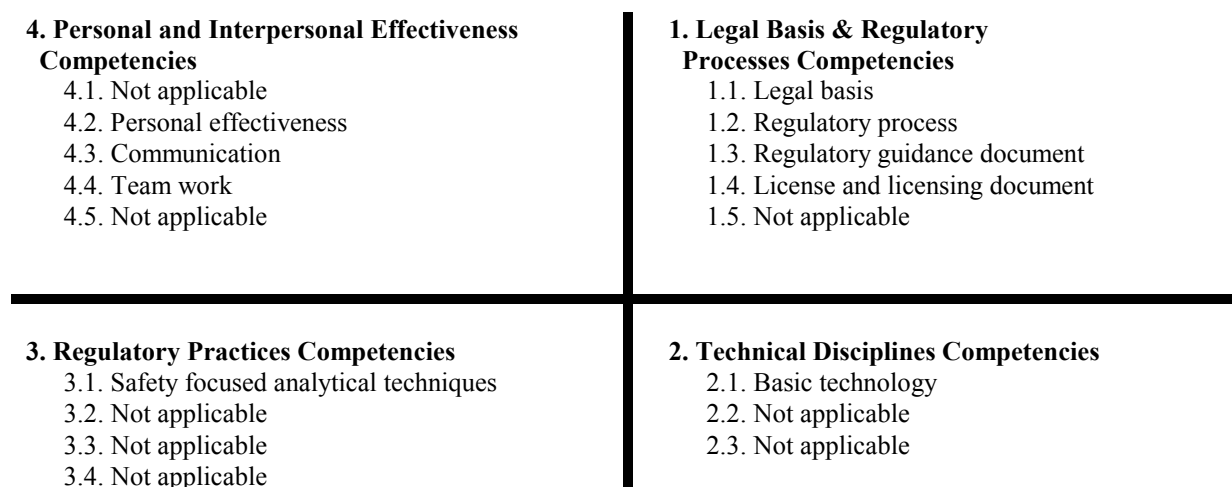 4. Personal and Interpersonal Effectiveness
Competencies
4.1. Not applicable
4.2. Personal effectiveness
4.3. Communication
4.4. Team work
4.5. Not applicable
1. Legal Basis & Regulatory
Processes Competencies
1.1. Legal basis
1.2. Regulatory process
1.3. Regulatory guidance document
1.4. License and licensing document
1.5. Not applicable
3. Regulatory Practices Competencies
3.1. Safety focused analytical techniques
3.2. Not applicable
3.3. Not applicable
3.4. Not applicable
2. Technical Disciplines Competencies
2.1. Basic technology
2.2. Not applicable
2.3. Not applicable